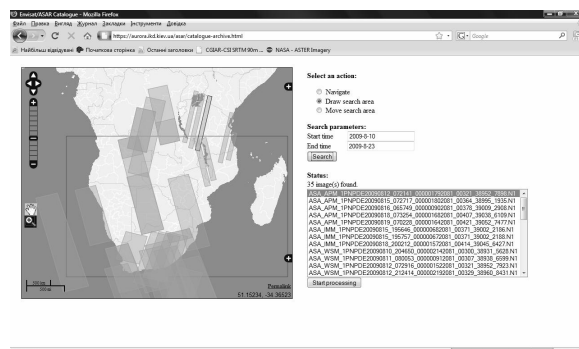 Envisat/ASAR Catalogue - Mozilla Firefox
Файл Правка Вигляд Журнал Закладки Інструменти Довідка
https://aurora.ikd.kiev.ua/asar/catalogue-archive.html
Google
Найбільш відвідувані Початкова сторінка Останні заголовки CGIAR-CSI SRTM 90m ... NASA - ASTER Imagery
Select an action:
Navigate
Draw search area
Move search area
Search parameters:
Start time 2009-8-10
End time 2009-8-23
Search
Status:
35 image(s) found.
ASA_APM_1PNPDE20090812_072141_000001792081_00321_38952_7898.N1
ASA_APM_1PNPDE20090815_072717_000001802081_00364_38995_1935.N1
ASA_APM_1PNPDE20090816_065749_000000902081_00378_39009_2908.N1
ASA_APM_1PNPDE20090818_073254_000001682081_00407_39038_6109.N1
ASA_APM_1PNPDE20090819_070228_000001642081_00421_39052_7477.N1
ASA_IMM_1PNPDE20090815_195646_000000682081_00371_39002_2186.N1
ASA_IMM_1PNPDE20090815_195757_000000672081_00371_39002_2188.N1
ASA_IMM_1PNPDE20090818_200212_000001572081_00414_39045_6427.N1
ASA_WSM_1PNPDE20090810_204650_000002142081_00300_38931_5628.N1
ASA_WSM_1PNPDE20090811_080053_000000912081_00307_38938_6599.N1
ASA_WSM_1PNPDE20090812_072916_000001522081_00321_38952_7923.N1
ASA_WSM_1PNPDE20090812_212414_000002192081_00329_38960_8431.N1
Start processing
Permalink
51.15234, -34.36523